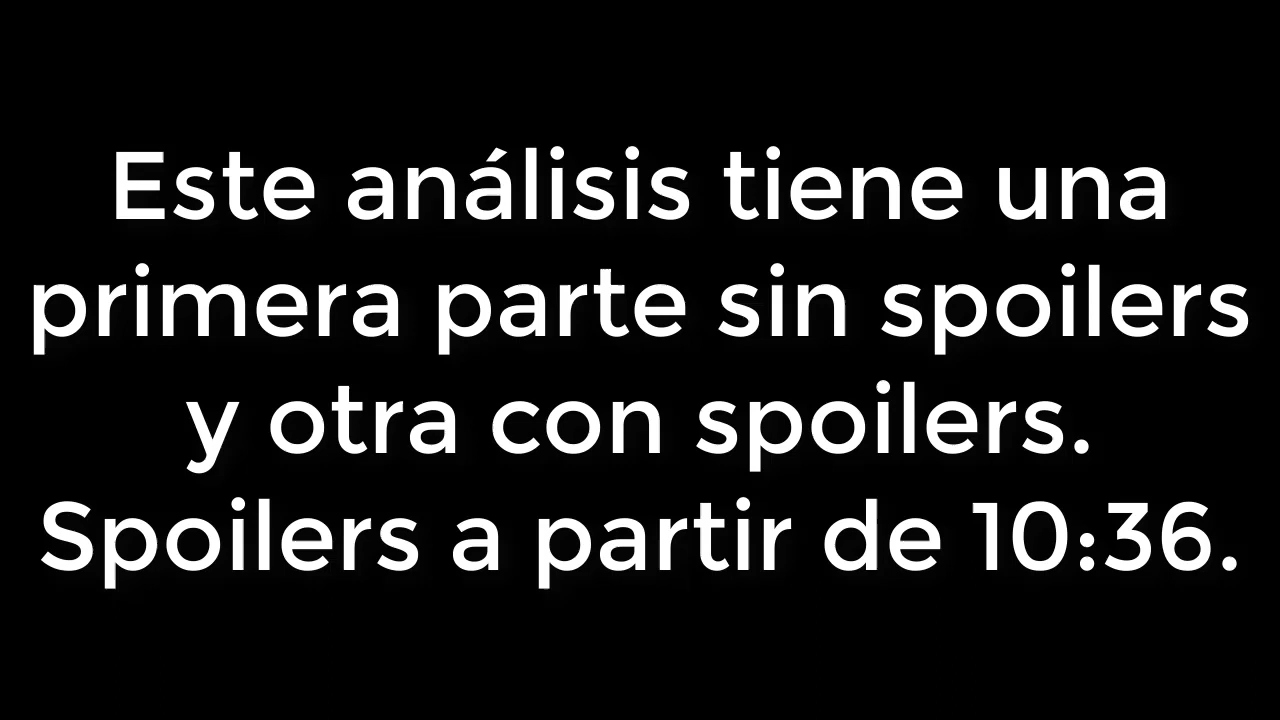 Este análisis tiene una
primera parte sin spoilers
y otra con spoilers.
Spoilers a partir de 10:36.